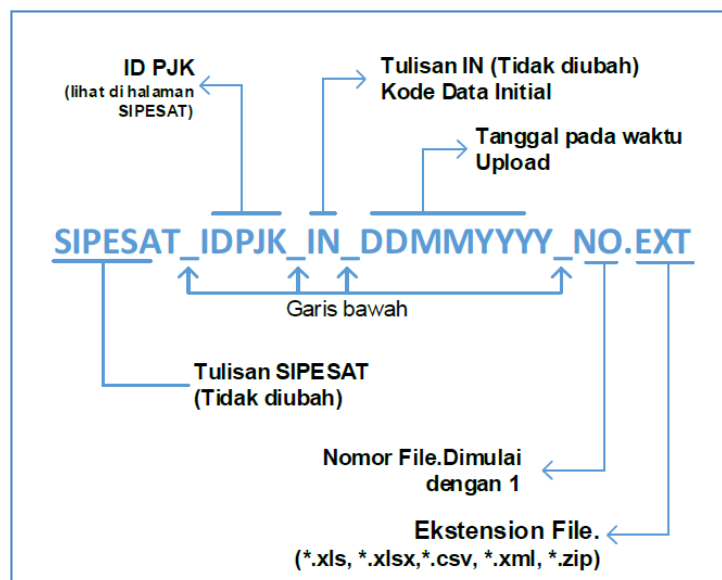 ID PJK
(lihat di halaman
SIPESAT)
Tulisan IN (Tidak diubah)
Kode Data Initial
Tanggal pada waktu
Upload
SIPESAT_IDPJK_IN_DDMMYYYY_NO.EXT
Garis bawah
Tulisan SIPESAT
(Tidak diubah)
Nomor File.Dimulai
dengan 1
Ekstension File.
(*.xls, *.xlsx,*.csv, *.xml, *.zip)